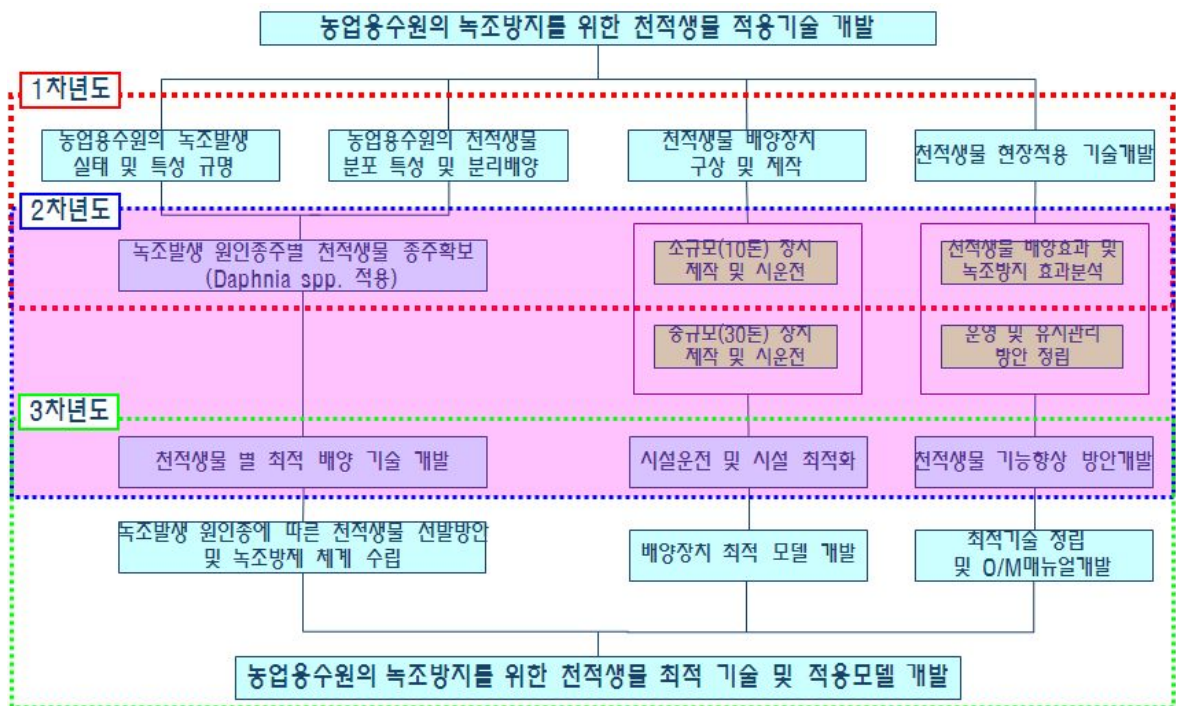 농업용수원의 녹조방지를 위한 천적생물 적용기술 개발
1차년도
농업용수원의 녹조발생
실태 및 특성 규명
농업용수원의 천적생물
분포 특성 및 분리배양
천적생물 배양장치
구상 및 제작
천적생물 현장적용 기술개발
2차년도
녹조발생 원인종주별 천적생물 종주확보
(Daphnia spp. 적용)
소규모(10톤) 장치
제작 및 시운전
천적생물 배양효과 및
녹조방지 효과분석
중규모(30톤) 장치
제작 및 시운전
운영 및 유지관리
방안 정립
3차년도
천적생물 별 최적 배양 기술 개발
시설운전 및 시설 최적화
천적생물 기능향상 방안개발
녹조발생 원인종에 따른 천적생물 선발방안
및 녹조방제 체계 수립
배양장치 최적 모델 개발
최적기술 정립
및 O/M매뉴얼개발
농업용수원의 녹조방지를 위한 천적생물 최적 기술 및 적용모델 개발